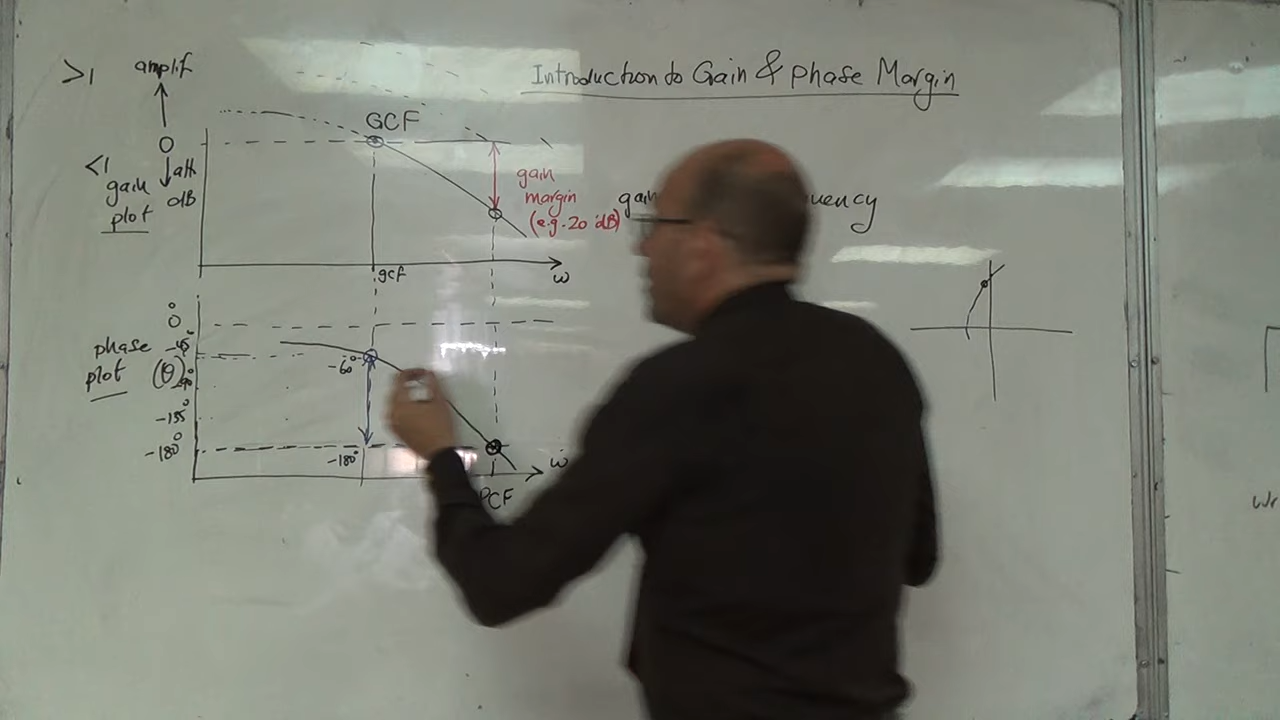 Introduction to Gain & phase Margin
>1
amplif
0
<1
att
dB
gain
plot
GCF
gain
margin
(e.g. 20 dB)
gcf
ω
uency
0°
phase
plot (θ)
-45°
-60°
-135°
-180°
-180°
ω
PCF